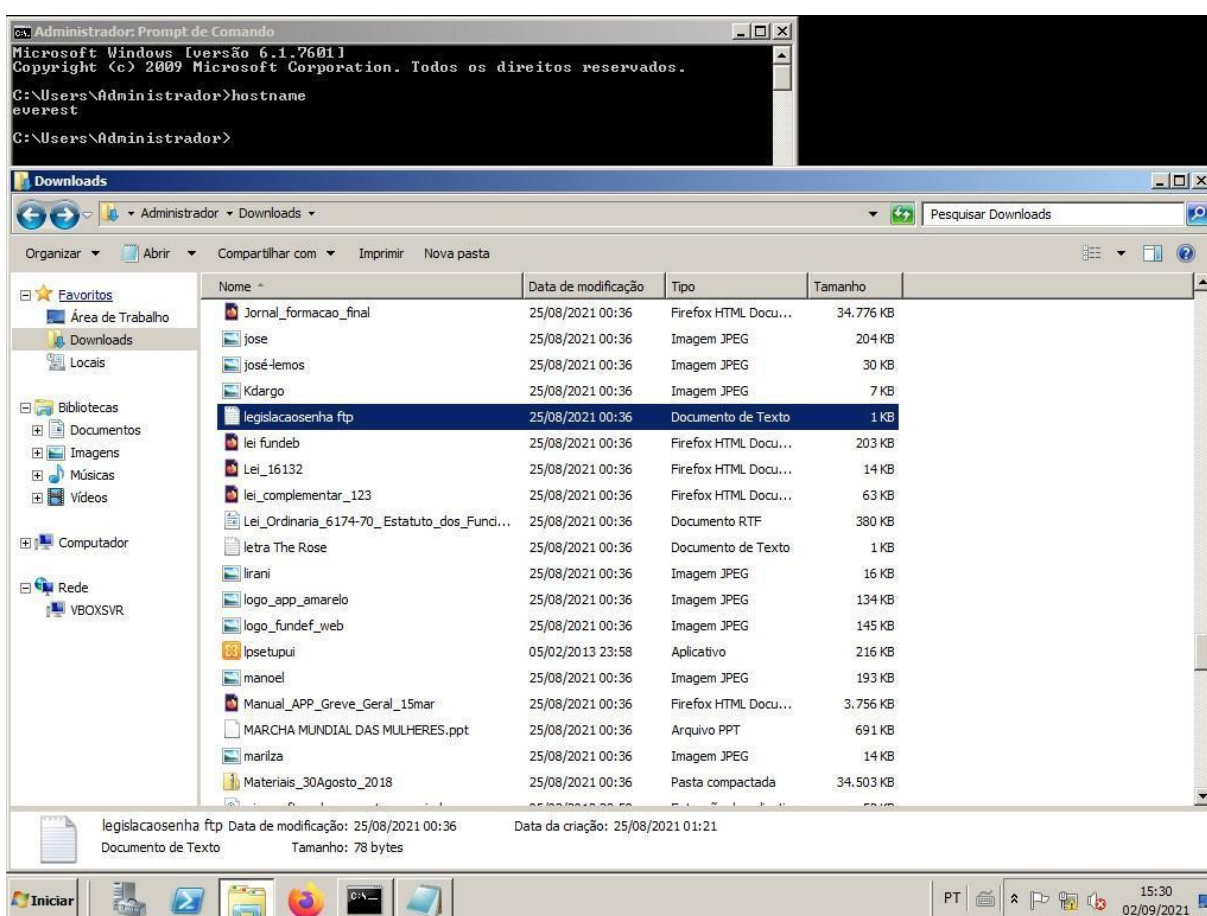 Administrador: Prompt de Comando
Microsoft Windows [versão 6.1.7601]
Copyright (c) 2009 Microsoft Corporation. Todos os direitos reservados.
C:\Users\Administrador>hostname
everest
C:\Users\Administrador>
Downloads
Administrador Downloads
Pesquisar Downloads
Organizar Abrir Compartilhar com Imprimir Nova pasta
Favoritos
Área de Trabalho
Downloads
Locais
Bibliotecas
Documentos
Imagens
Músicas
Vídeos
Computador
Rede
VBOXSVR
Nome Data de modificação Tipo Tamanho
Jornal_formacao_final 25/08/2021 00:36 Firefox HTML Docu... 34.776 KB
jose 25/08/2021 00:36 Imagem JPEG 204 KB
josé-lemos 25/08/2021 00:36 Imagem JPEG 30 KB
Kdargo 25/08/2021 00:36 Imagem JPEG 7 KB
legislacaosenha ftp 25/08/2021 00:36 Documento de Texto 1 KB
lei fundeb 25/08/2021 00:36 Firefox HTML Docu... 203 KB
Lei_16132 25/08/2021 00:36 Firefox HTML Docu... 14 KB
lei_complementar_123 25/08/2021 00:36 Firefox HTML Docu... 63 KB
Lei_Ordinaria_6174-70_Estatuto_dos_Funci... 25/08/2021 00:36 Documento RTF 380 KB
letra The Rose 25/08/2021 00:36 Documento de Texto 1 KB
lirani 25/08/2021 00:36 Imagem JPEG 16 KB
logo_app_amarelo 25/08/2021 00:36 Imagem JPEG 134 KB
logo_fundef_web 25/08/2021 00:36 Imagem JPEG 145 KB
lpsetupui 05/02/2013 23:58 Aplicativo 216 KB
manoel 25/08/2021 00:36 Imagem JPEG 193 KB
Manual_APP_Greve_Geral_15mar 25/08/2021 00:36 Firefox HTML Docu... 3.756 KB
MARCHA MUNDIAL DAS MULHERES.ppt 25/08/2021 00:36 Arquivo PPT 691 KB
marilza 25/08/2021 00:36 Imagem JPEG 14 KB
Materiais_30Agosto_2018 25/08/2021 00:36 Pasta compactada 34.503 KB
legislacaosenha ftp Data de modificação: 25/08/2021 00:36 Data da criação: 25/08/2021 01:21
Documento de Texto Tamanho: 78 bytes
Iniciar
PT
15:30
02/09/2021